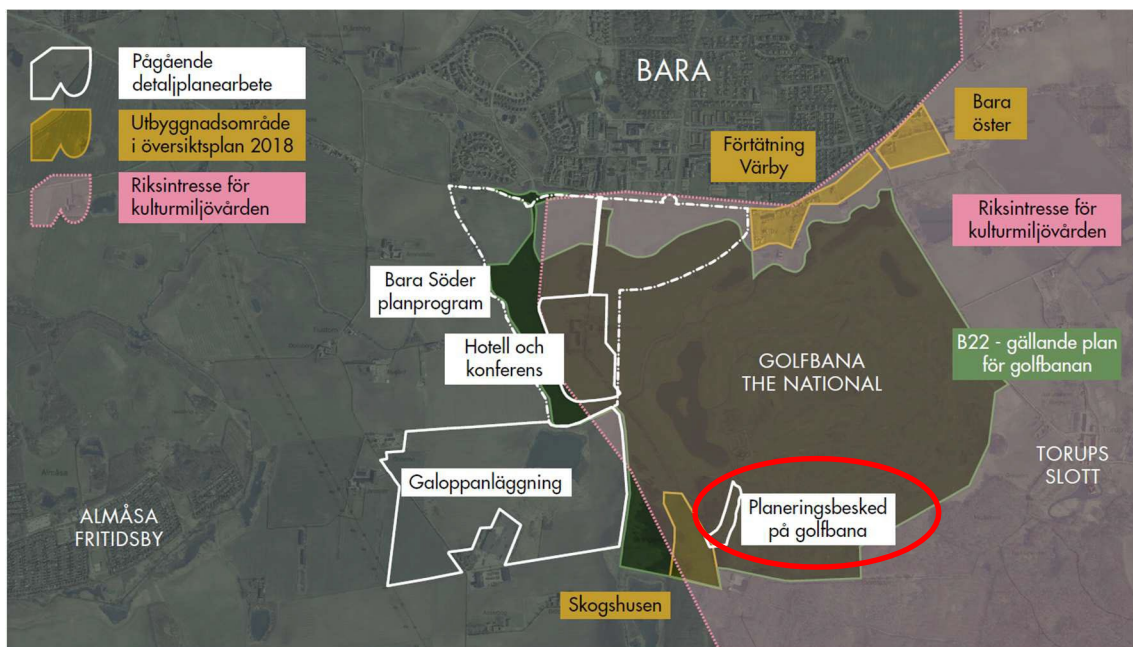 Pågående
detaljplanearbete
Utbyggnadsområde
i översiktsplan 2018
Riksintresse för
kulturmiljövården
BARA
Bara
öster
Förtätning
Värby
Riksintresse för
kulturmiljövården
Bara Söder
planprogram
Hotell och
konferens
GOLFBANA
THE NATIONAL
B22 - gällande plan
för golfbanan
TORUPS
SLOTT
Galoppanläggning
Planeringsbesked
på golfbana
ALMÅSA
FRITIDSBY
Skogshusen